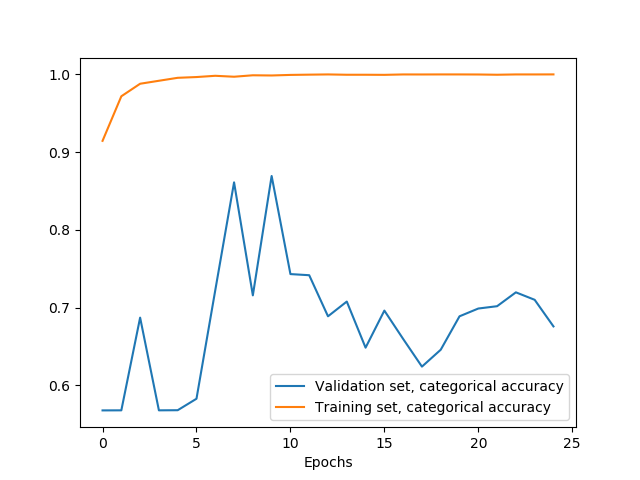 1.0
0.9
0.8
0.7
0.6
Validation set, categorical accuracy
Training set, categorical accuracy
0 5 10 15 20 25
Epochs